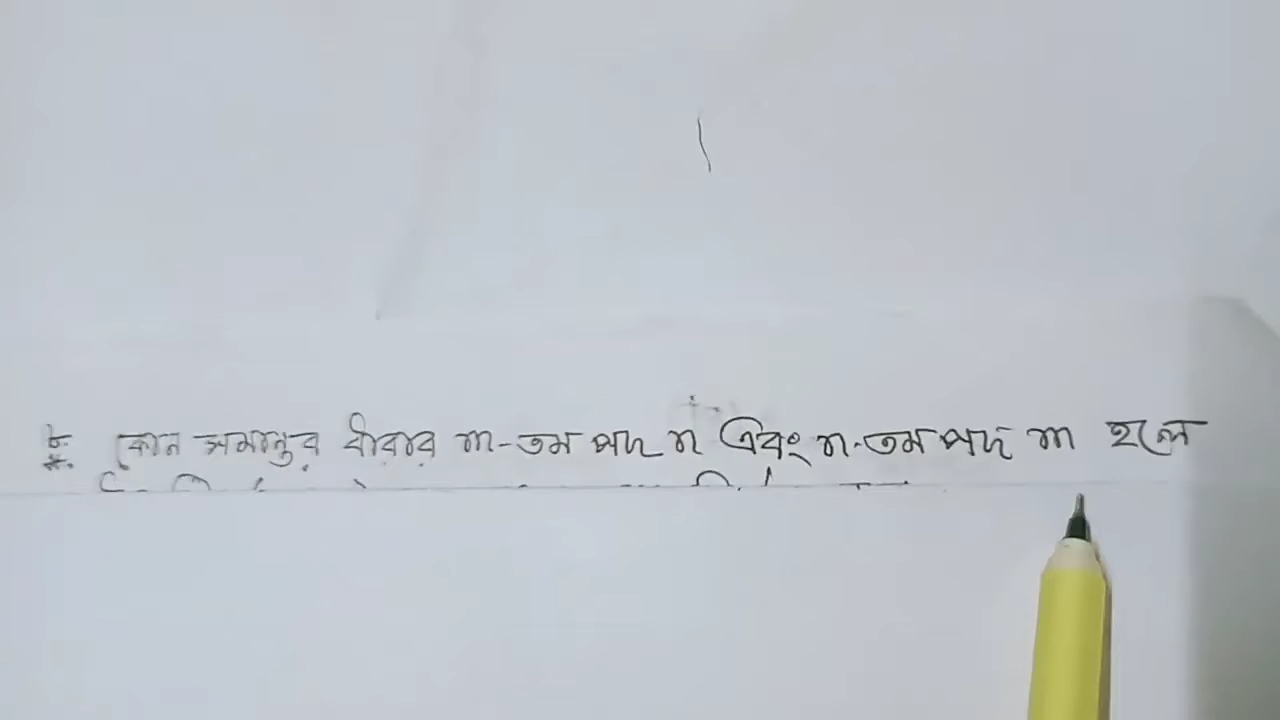 ৮. কোন সমান্তর ধারার m-তম পদ n এবং n-তম পদ m হলে